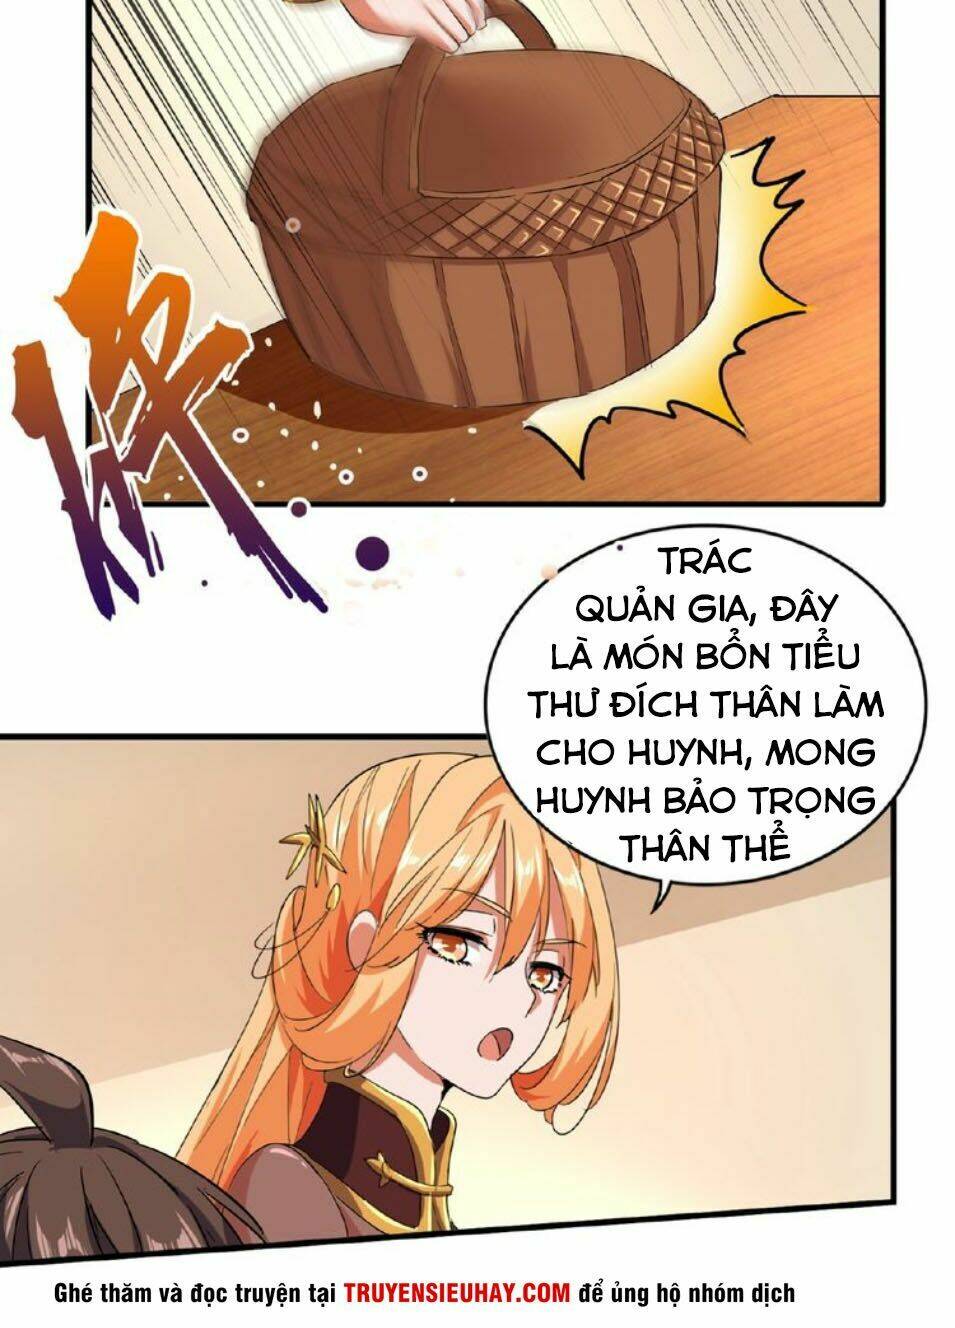 TRÁC
QUẢN GIA, ĐÂY
LÀ MÓN BỔN TIỂU
THƯ ĐÍCH THÂN LÀM
CHO HUYNH, MONG
HUYNH BẢO TRỌNG
THÂN THỂ
Ghé thăm và đọc truyện tại TRUYENSIEUHAY.COM để ủng hộ nhóm dịch